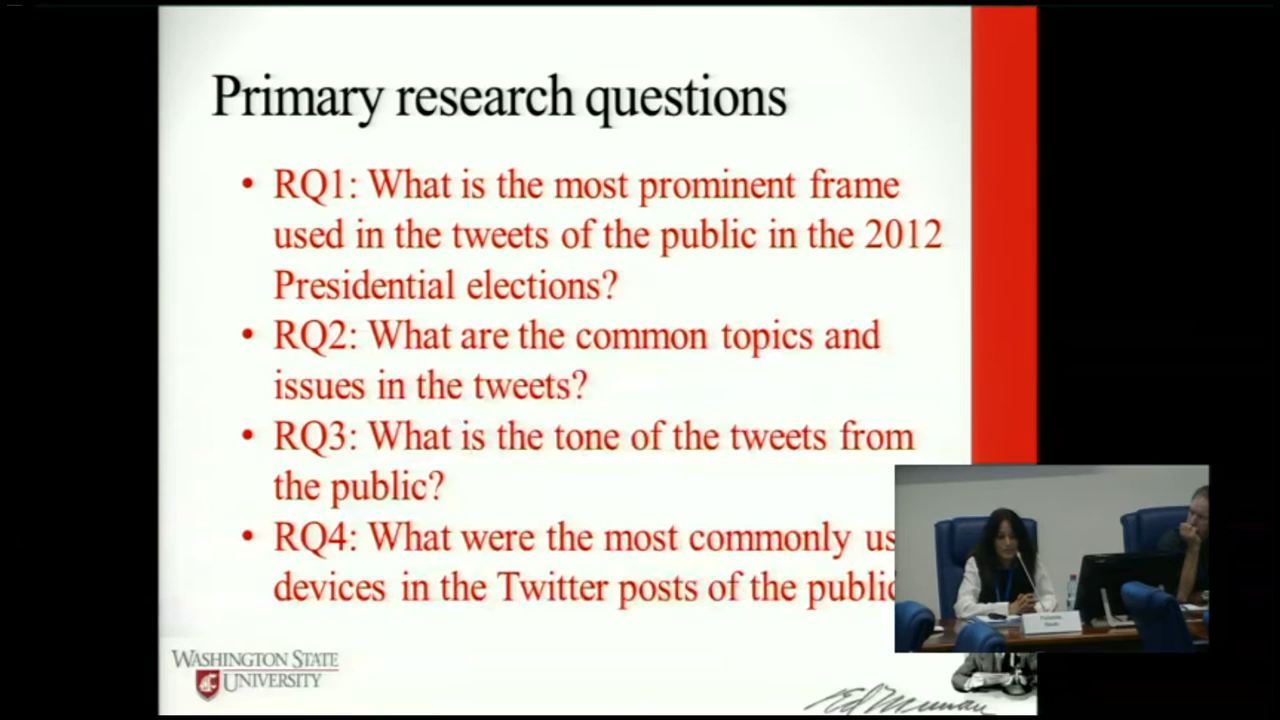 Primary research questions
• RQ1: What is the most prominent frame
used in the tweets of the public in the 2012
Presidential elections?
• RQ2: What are the common topics and
issues in the tweets?
• RQ3: What is the tone of the tweets from
the public?
• RQ4: What were the most commonly us
devices in the Twitter posts of the public
WASHINGTON STATE
UNIVERSITY